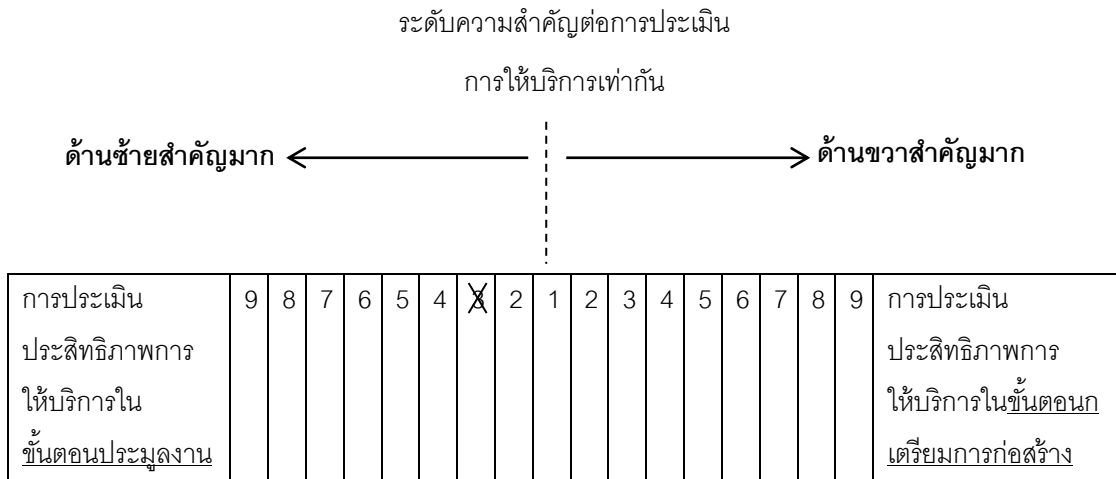 ระดับความสำคัญต่อการประเมิน
การให้บริการเท่ากัน
ด้านซ้ายสำคัญมาก ด้านขวาสำคัญมาก
การประเมิน 9 8 7 6 5 4 3 2 1 2 3 4 5 6 7 8 9 การประเมิน
ประสิทธิภาพการ ประสิทธิภาพการ
ให้บริการใน ให้บริการในขั้นตอนก
ขั้นตอนประมูลงาน เตรียมการก่อสร้าง